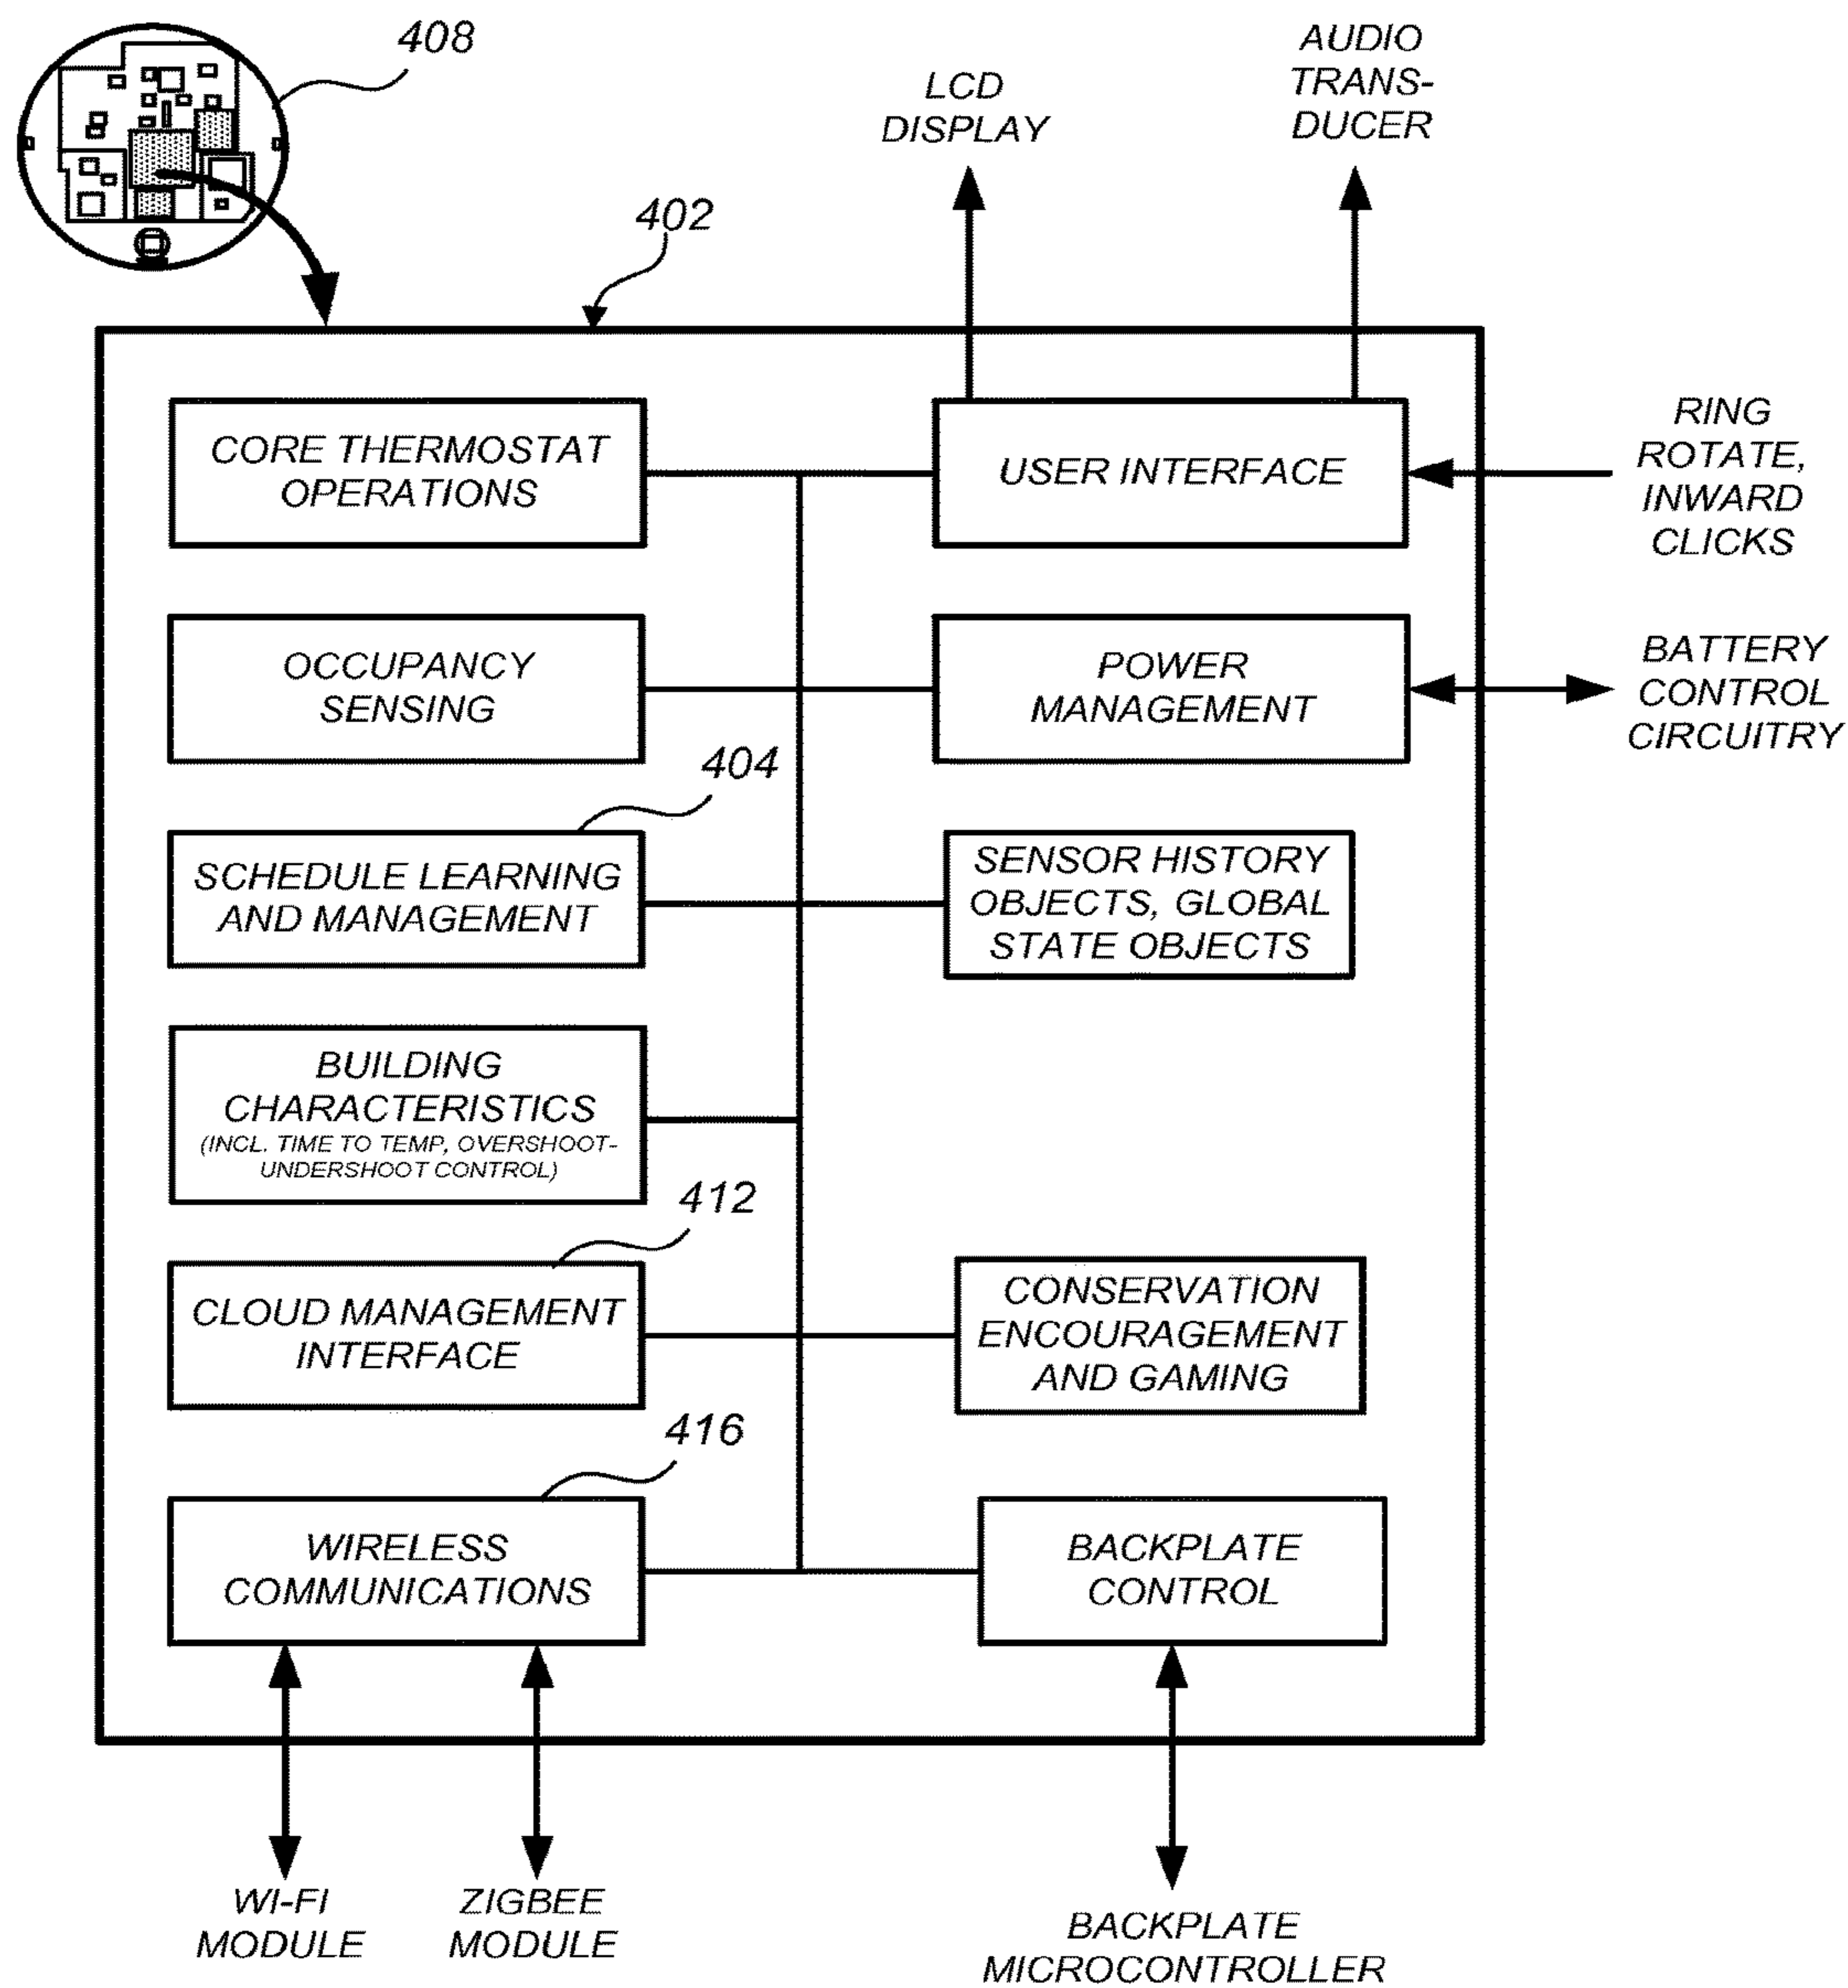 408
LCD
DISPLAY
AUDIO
TRANS-
DUCER
402
CORE THERMOSTAT
OPERATIONS
USER INTERFACE
RING
ROTATE,
INWARD
CLICKS
OCCUPANCY
SENSING
POWER
MANAGEMENT
BATTERY
CONTROL
CIRCUITRY
404
SCHEDULE LEARNING
AND MANAGEMENT
SENSOR HISTORY
OBJECTS, GLOBAL
STATE OBJECTS
BUILDING
CHARACTERISTICS
(INCL. TIME TO TEMP, OVERSHOOT-
UNDERSHOOT CONTROL)
412
CLOUD MANAGEMENT
INTERFACE
CONSERVATION
ENCOURAGEMENT
AND GAMING
416
WIRELESS
COMMUNICATIONS
BACKPLATE
CONTROL
WI-FI
MODULE
ZIGBEE
MODULE
BACKPLATE
MICROCONTROLLER